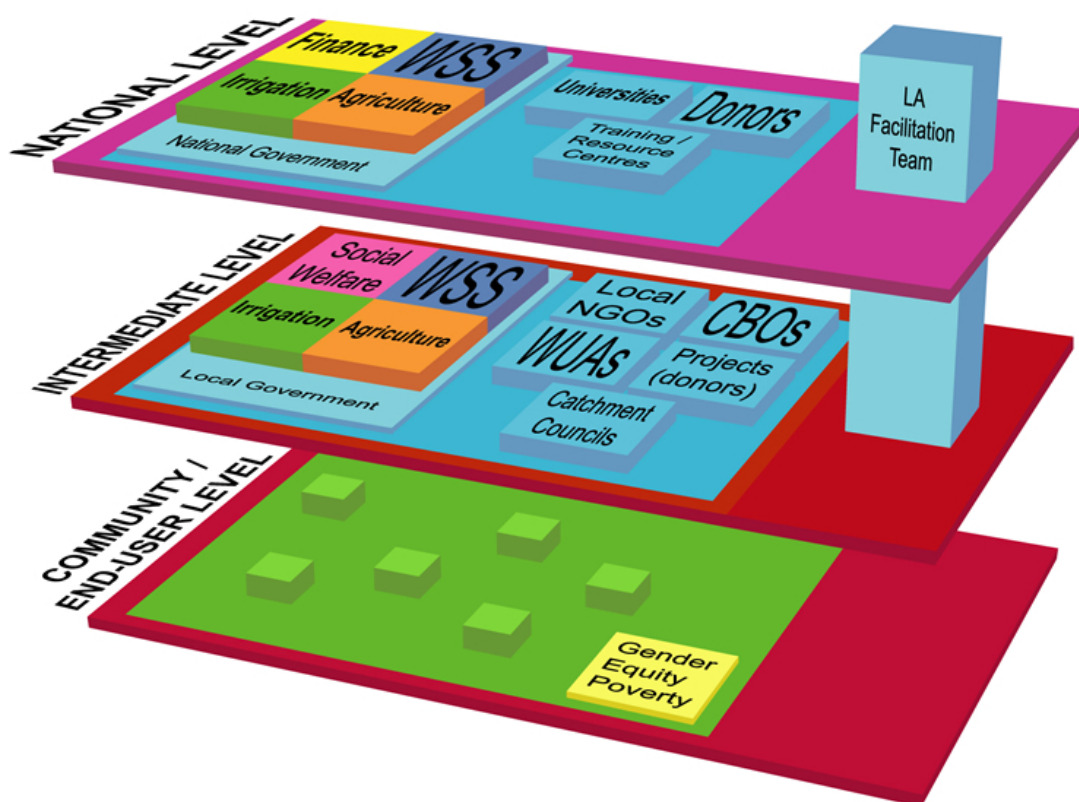 NATIONAL LEVEL
Finance
WSS
Irrigation
Agriculture
National Government
Universities
Donors
Training /
Resource
Centres
LA
Facilitation
Team
INTERMEDIATE LEVEL
Social
Welfare
WSS
Irrigation
Agriculture
Local Government
Local
NGOs
CBOs
WUAs
Projects
(donors)
Catchment
Councils
COMMUNITY /
END-USER LEVEL
Gender
Equity
Poverty